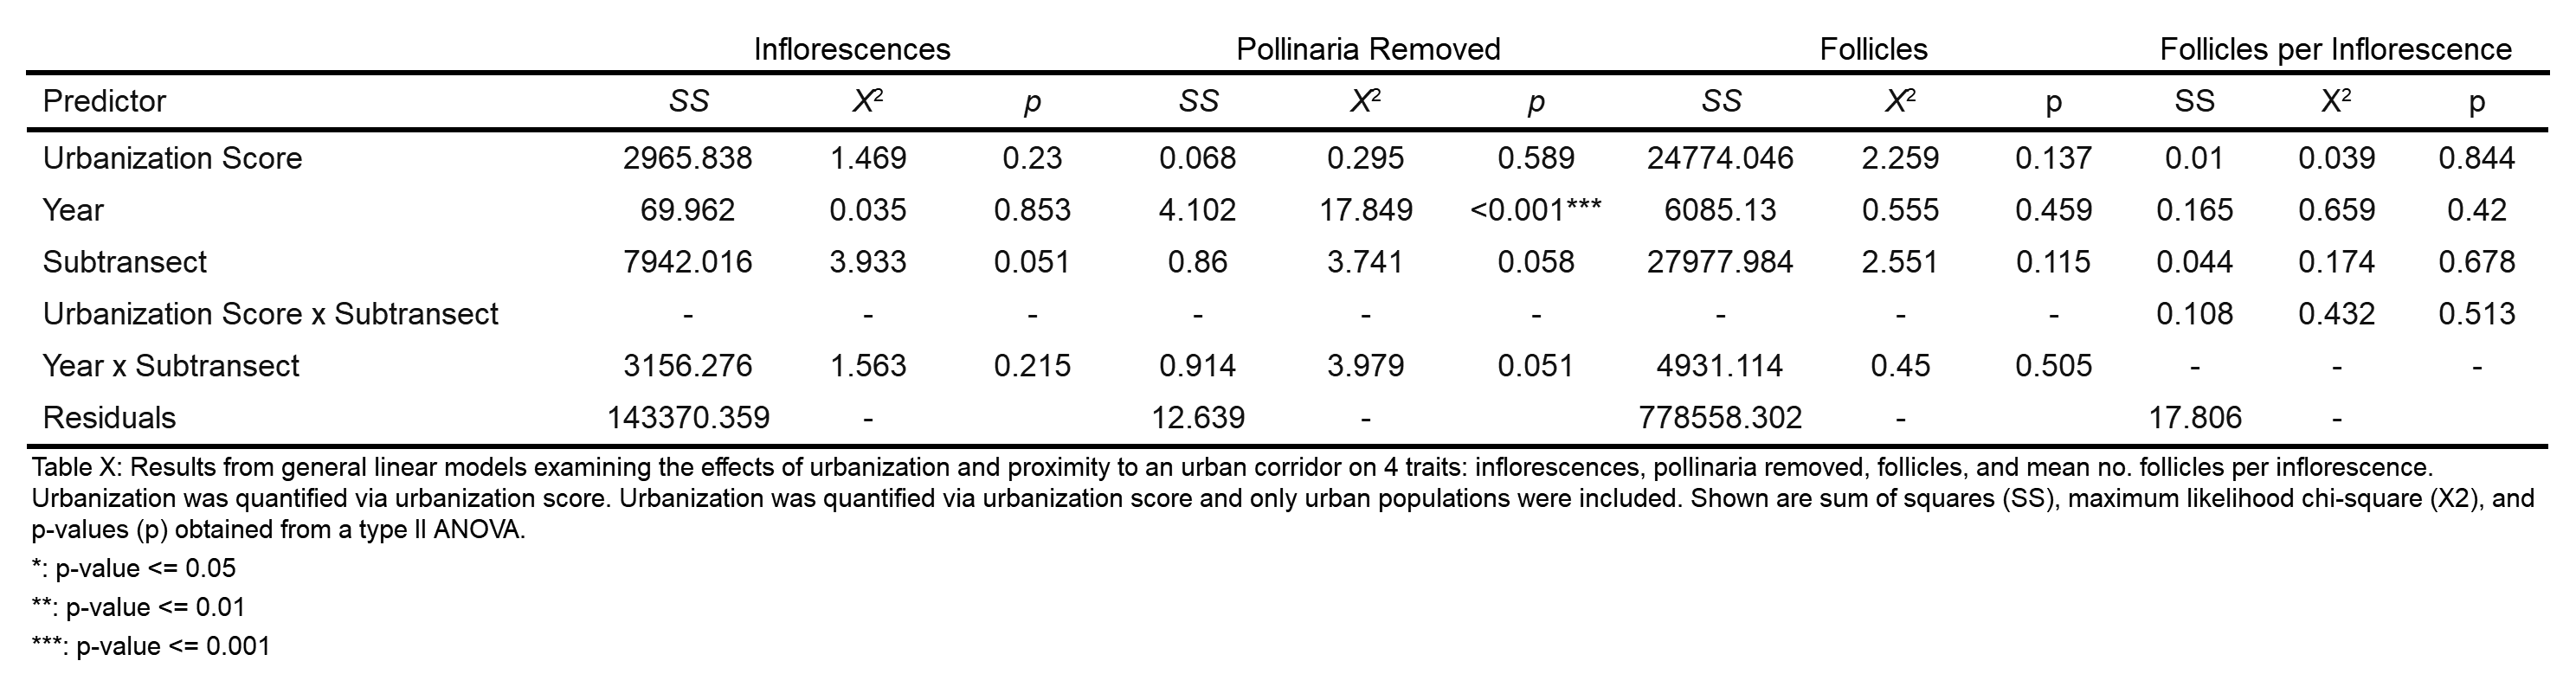 Inflorescences Pollinaria Removed Follicles Follicles per Inflorescence
Predictor SS X² p SS X² p SS X² p SS X² p
Urbanization Score 2965.838 1.469 0.23 0.068 0.295 0.589 24774.046 2.259 0.137 0.01 0.039 0.844
Year 69.962 0.035 0.853 4.102 17.849 <0.001*** 6085.13 0.555 0.459 0.165 0.659 0.42
Subtransect 7942.016 3.933 0.051 0.86 3.741 0.058 27977.984 2.551 0.115 0.044 0.174 0.678
Urbanization Score x Subtransect - - - - - - - - - 0.108 0.432 0.513
Year x Subtransect 3156.276 1.563 0.215 0.914 3.979 0.051 4931.114 0.45 0.505 - - -
Residuals 143370.359 - 12.639 - 778558.302 - 17.806 -
Table X: Results from general linear models examining the effects of urbanization and proximity to an urban corridor on 4 traits: inflorescences, pollinaria removed, follicles, and mean no. follicles per inflorescence.
Urbanization was quantified via urbanization score. Urbanization was quantified via urbanization score and only urban populations were included. Shown are sum of squares (SS), maximum likelihood chi-square (X2), and
p-values (p) obtained from a type II ANOVA.
*: p-value <= 0.05
**: p-value <= 0.01
***: p-value <= 0.001